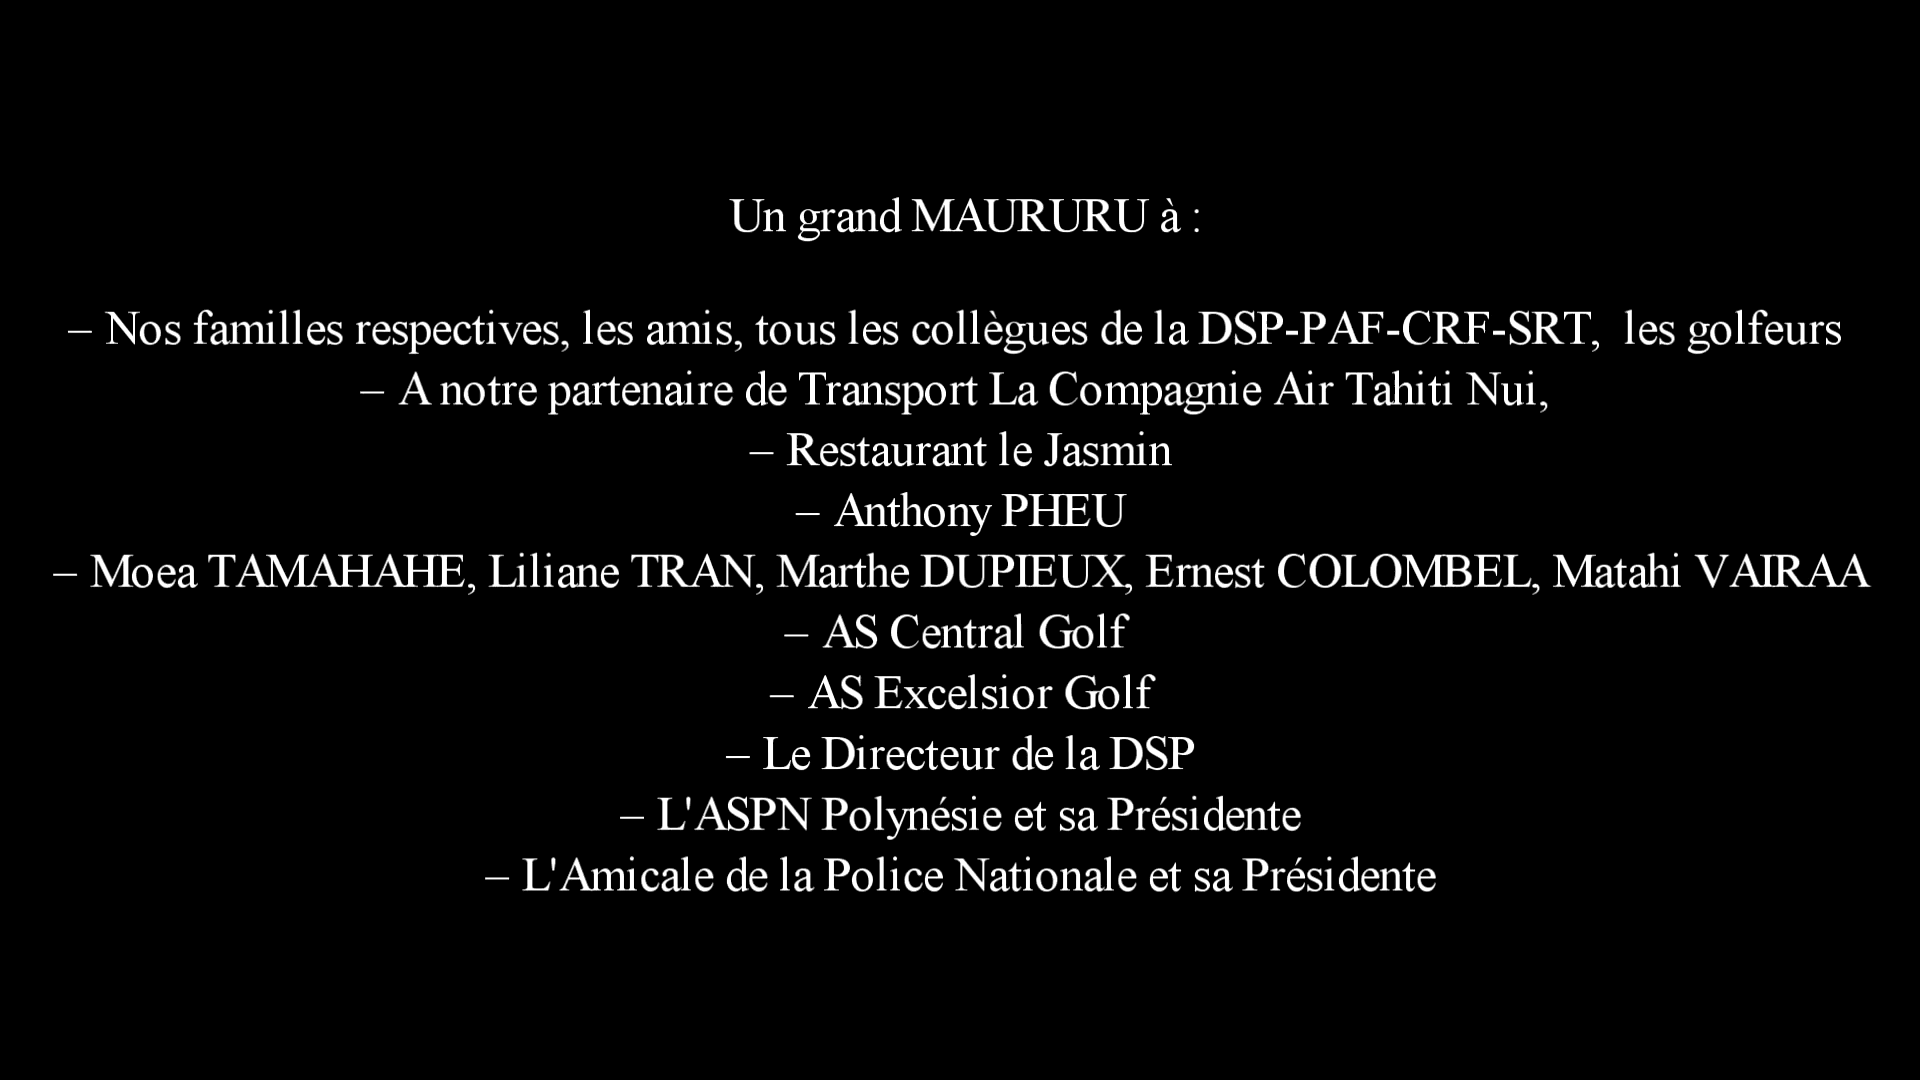 Un grand MAURURU à :
– Nos familles respectives, les amis, tous les collègues de la DSP-PAF-CRF-SRT,  les golfeurs
– A notre partenaire de Transport La Compagnie Air Tahiti Nui,
– Restaurant le Jasmin
– Anthony PHEU
– Moea TAMAHAHE, Liliane TRAN, Marthe DUPIEUX, Ernest COLOMBEL, Matahi VAIRAA
– AS Central Golf
– AS Excelsior Golf
– Le Directeur de la DSP
– L'ASPN Polynésie et sa Présidente
– L'Amicale de la Police Nationale et sa Présidente